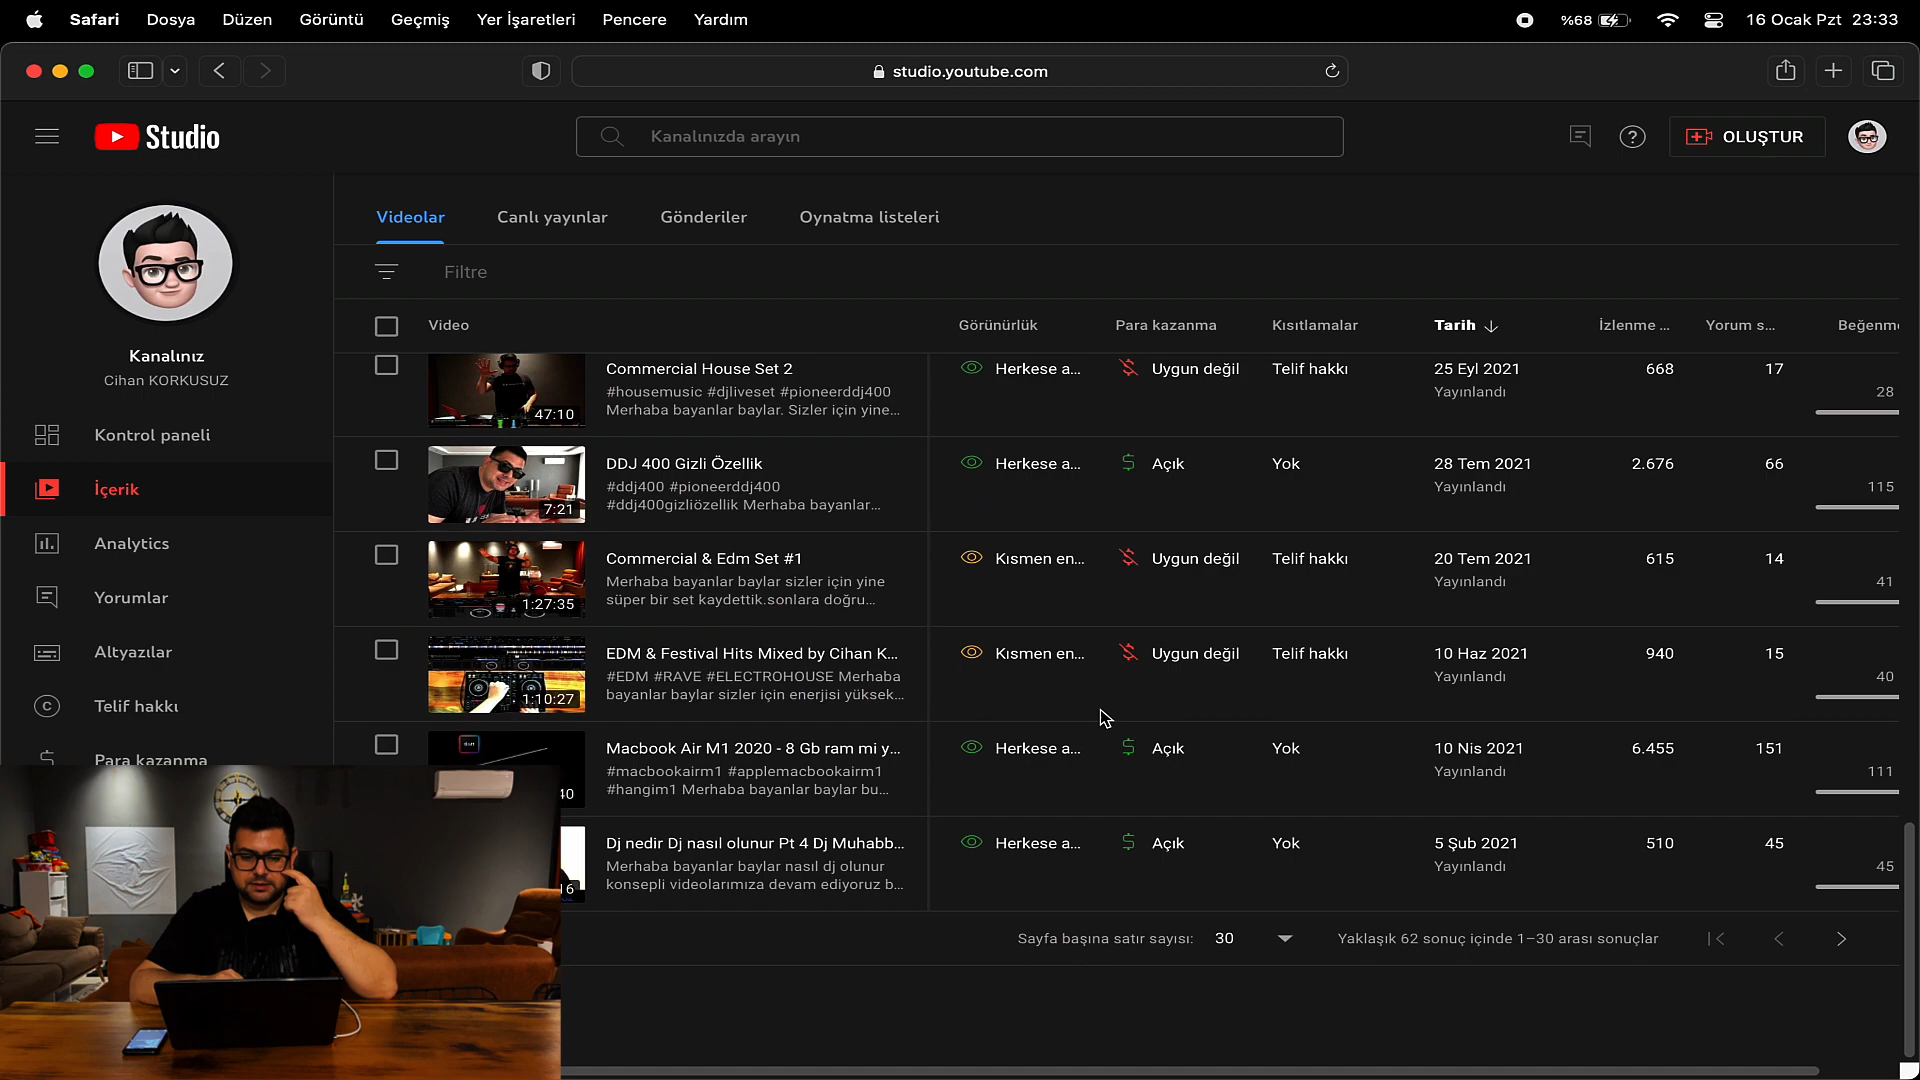 Safari Dosya Düzen Görüntü Geçmiş Yer İşaretleri Pencere Yardım %68 16 Ocak Pzt 23:33
studio.youtube.com
Studio Kanalınızda arayın ? OLUŞTUR
Kanalınız
Cihan KORKUSUZ
Kontrol paneli
İçerik
Analytics
Yorumlar
Altyazılar
Telif hakkı
Para kazanma
Videolar Canlı yayınlar Gönderiler Oynatma listeleri
Filtre
Video Görünürlük Para kazanma Kısıtlamalar Tarih İzlenme ... Yorum s... Beğenme
Commercial House Set 2 Herkese a... Uygun değil Telif hakkı 25 Eyl 2021 668 17
#housemusic #djliveset #pioneerddj400 Yayınlandı 28
Merhaba bayanlar baylar. Sizler için yine...
47:10
DDJ 400 Gizli Özellik Herkese a... Açık Yok 28 Tem 2021 2.676 66
#ddj400 #pioneerddj400 Yayınlandı 115
#ddj400gizliözellik Merhaba bayanlar...
7:21
Commercial & Edm Set #1 Kısmen en... Uygun değil Telif hakkı 20 Tem 2021 615 14
Merhaba bayanlar baylar sizler için yine Yayınlandı 41
süper bir set kaydettik.sonlara doğru...
1:27:35
EDM & Festival Hits Mixed by Cihan K... Kısmen en... Uygun değil Telif hakkı 10 Haz 2021 940 15
#EDM #RAVE #ELECTROHOUSE Merhaba Yayınlandı 40
bayanlar baylar sizler için enerjisi yüksek...
1:10:27
Macbook Air M1 2020 - 8 Gb ram mi y... Herkese a... Açık Yok 10 Nis 2021 6.455 151
#macbookairm1 #applemacbookairm1 Yayınlandı 111
#hangim1 Merhaba bayanlar baylar bu...
40
Dj nedir Dj nasıl olunur Pt 4 Dj Muhabb... Herkese a... Açık Yok 5 Şub 2021 510 45
Merhaba bayanlar baylar nasıl dj olunur Yayınlandı 45
konsepli videolarımıza devam ediyoruz b...
16
Sayfa başına satır sayısı: 30 Yaklaşık 62 sonuç içinde 1–30 arası sonuçlar